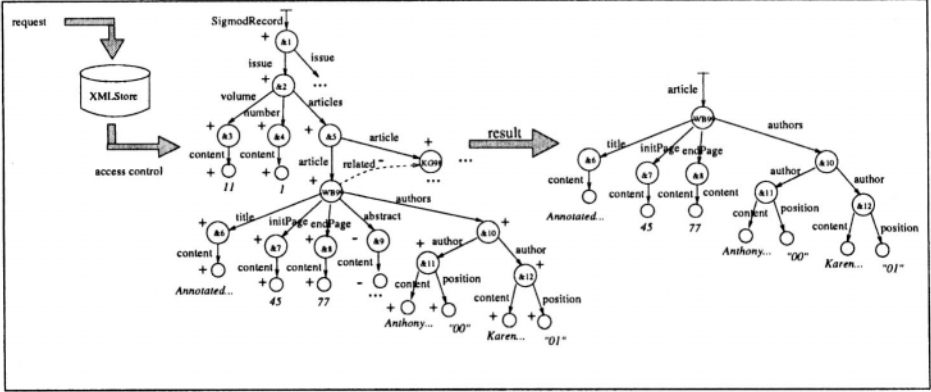 request
XMLStore
access control
SigmodRecord
+ &1
issue issue
+ &2 ...
volume number articles
+ &3 + &4 + &5 article
content content article related - + KG98 ...
+ + + WB9 ...
11 1
title initPage endPage abstract authors
+ &6 + &7 + &8 - &9 &10 +
content content content content author author
+ + + - + &11 &12 +
Annotated... 45 77 ...
content position content position
+ + + +
Anthony... "00" Karen... "01"
result
article
WB9
title initPage endPage authors
&6 &7 &8 &10
content content content author author
Annotated... 45 77 &11 &12
content position content position
Anthony... "00" Karen... "01"